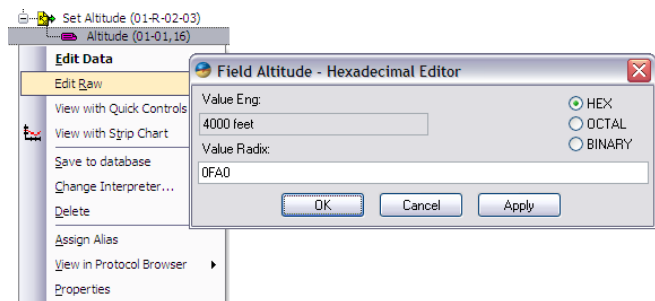 Set Altitude (01-R-02-03)
Altitude (01-01,16)
Edit Data
Edit Raw
View with Quick Controls
View with Strip Chart
Save to database
Change Interpreter...
Delete
Assign Alias
View in Protocol Browser
Properties
Field Altitude - Hexadecimal Editor
Value Eng:
4000 feet
Value Radix:
0FA0
HEX
OCTAL
BINARY
OK Cancel Apply